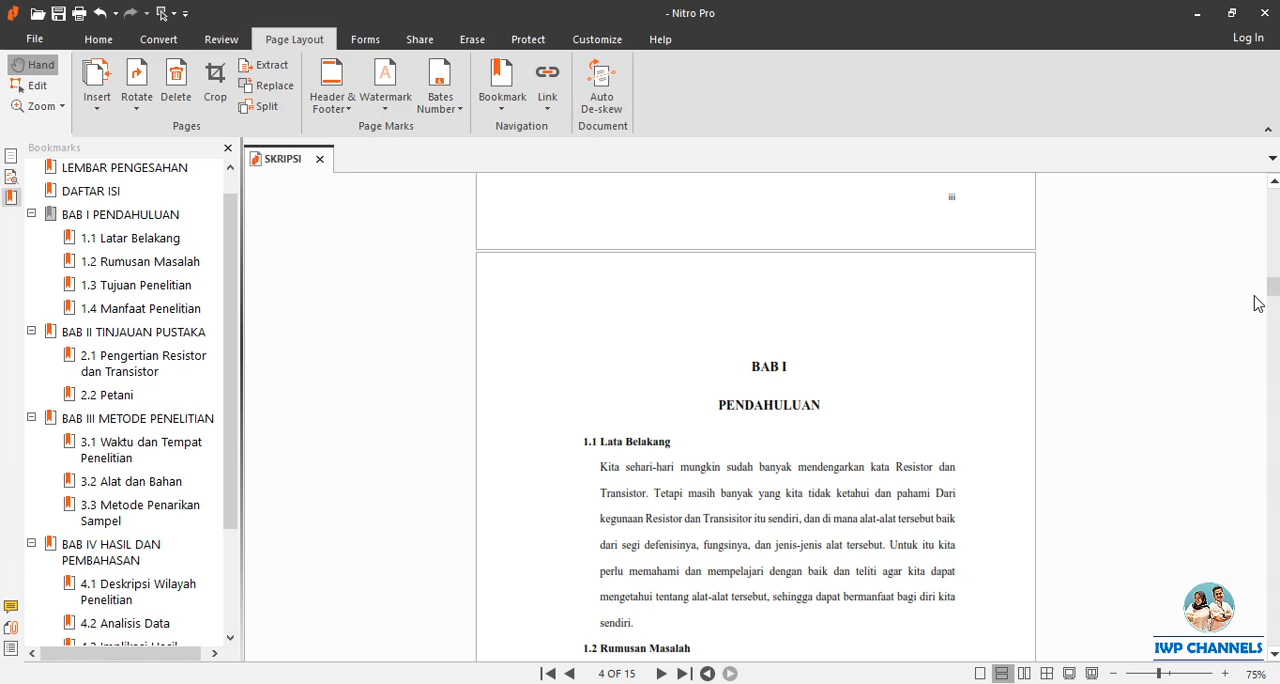 - Nitro Pro
File
Home
Convert
Review
Page Layout
Forms
Share
Erase
Protect
Customize
Help
Log In
Hand
Edit
Zoom
Insert
Rotate
Delete
Crop
Extract
Replace
Split
Pages
Header & Footer
Watermark
Bates Number
Page Marks
Bookmark
Link
Navigation
Auto De-skew
Document
Bookmarks
LEMBAR PENGESAHAN
DAFTAR ISI
BAB I PENDAHULUAN
1.1 Latar Belakang
1.2 Rumusan Masalah
1.3 Tujuan Penelitian
1.4 Manfaat Penelitian
BAB II TINJAUAN PUSTAKA
2.1 Pengertian Resistor
dan Transistor
2.2 Petani
BAB III METODE PENELITIAN
3.1 Waktu dan Tempat
Penelitian
3.2 Alat dan Bahan
3.3 Metode Penarikan
Sampel
BAB IV HASIL DAN
PEMBAHASAN
4.1 Deskripsi Wilayah
Penelitian
4.2 Analisis Data
SKRIPSI
iii
BAB I
PENDAHULUAN
1.1 Lata Belakang
Kita sehari-hari mungkin sudah banyak mendengarkan kata Resistor dan
Transistor. Tetapi masih banyak yang kita tidak ketahui dan pahami Dari
kegunaan Resistor dan Transisitor itu sendiri, dan di mana alat-alat tersebut baik
dari segi defenisinya, fungsinya, dan jenis-jenis alat tersebut. Untuk itu kita
perlu memahami dan mempelajari dengan baik dan teliti agar kita dapat
mengetahui tentang alat-alat tersebut, sehingga dapat bermanfaat bagi diri kita
sendiri.
1.2 Rumusan Masalah
IWP CHANNELS
4 OF 15
75%